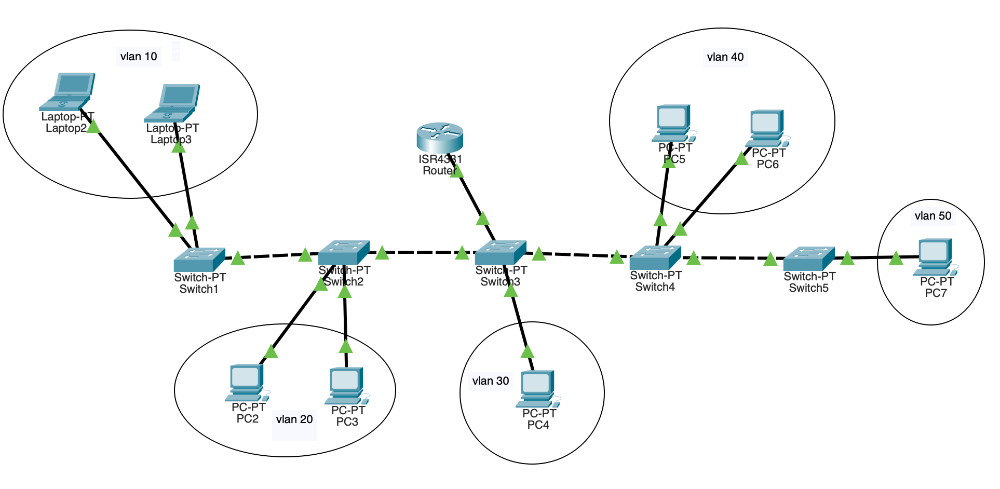 vlan 10
Laptop-PT
Laptop2
Laptop-PT
Laptop3
ISR4331
Router
vlan 40
PC-PT
PC5
PC-PT
PC6
vlan 50
PC-PT
PC7
Switch-PT
Switch1
Switch-PT
Switch2
Switch-PT
Switch3
Switch-PT
Switch4
Switch-PT
Switch5
PC-PT
PC2
vlan 20
PC-PT
PC3
vlan 30
PC-PT
PC4